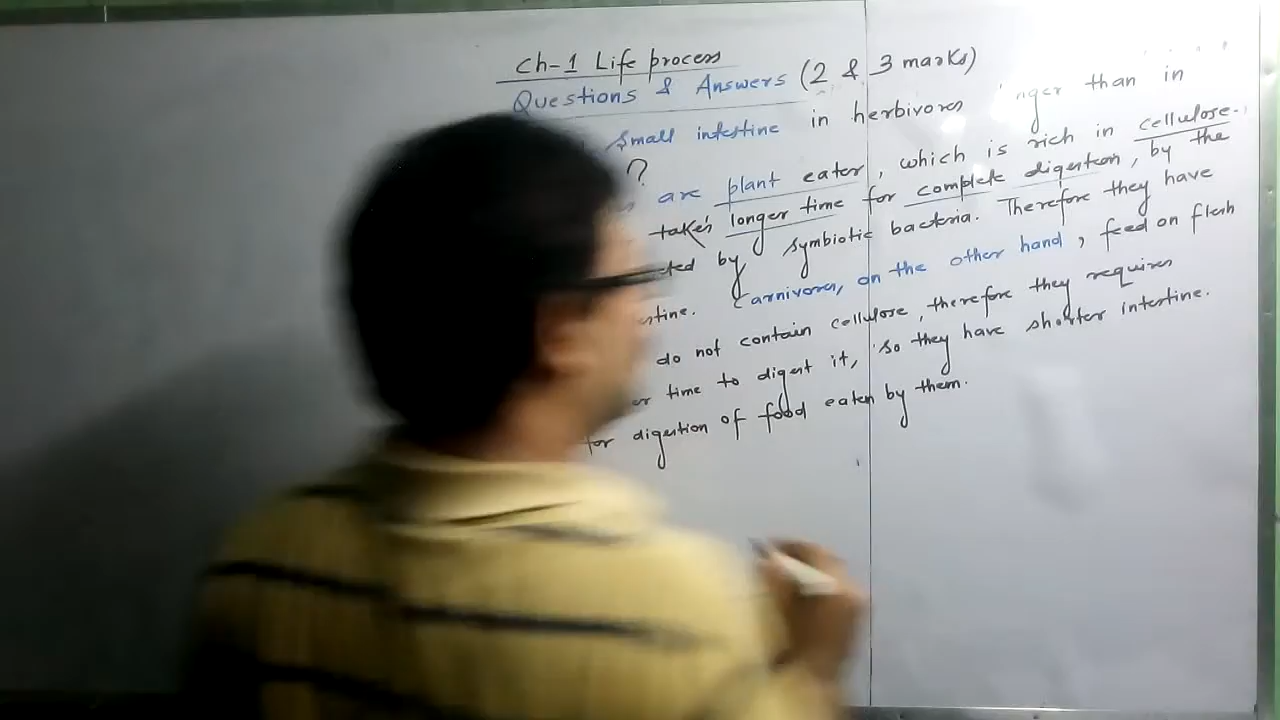 Ch-1 Life process
Questions & Answers (2 & 3 marks)
Small intestine in herbivores than in
?
are plant eater, which is rich in cellulose.
takes longer time for complete digestion, by the
by symbiotic bacteria. Therefore they have
Carnivores, on the other hand, feed on flesh
do not contain cellulose, therefore they requires
time to digest it, so they have shorter intestine.
for digestion of food eaten by them.